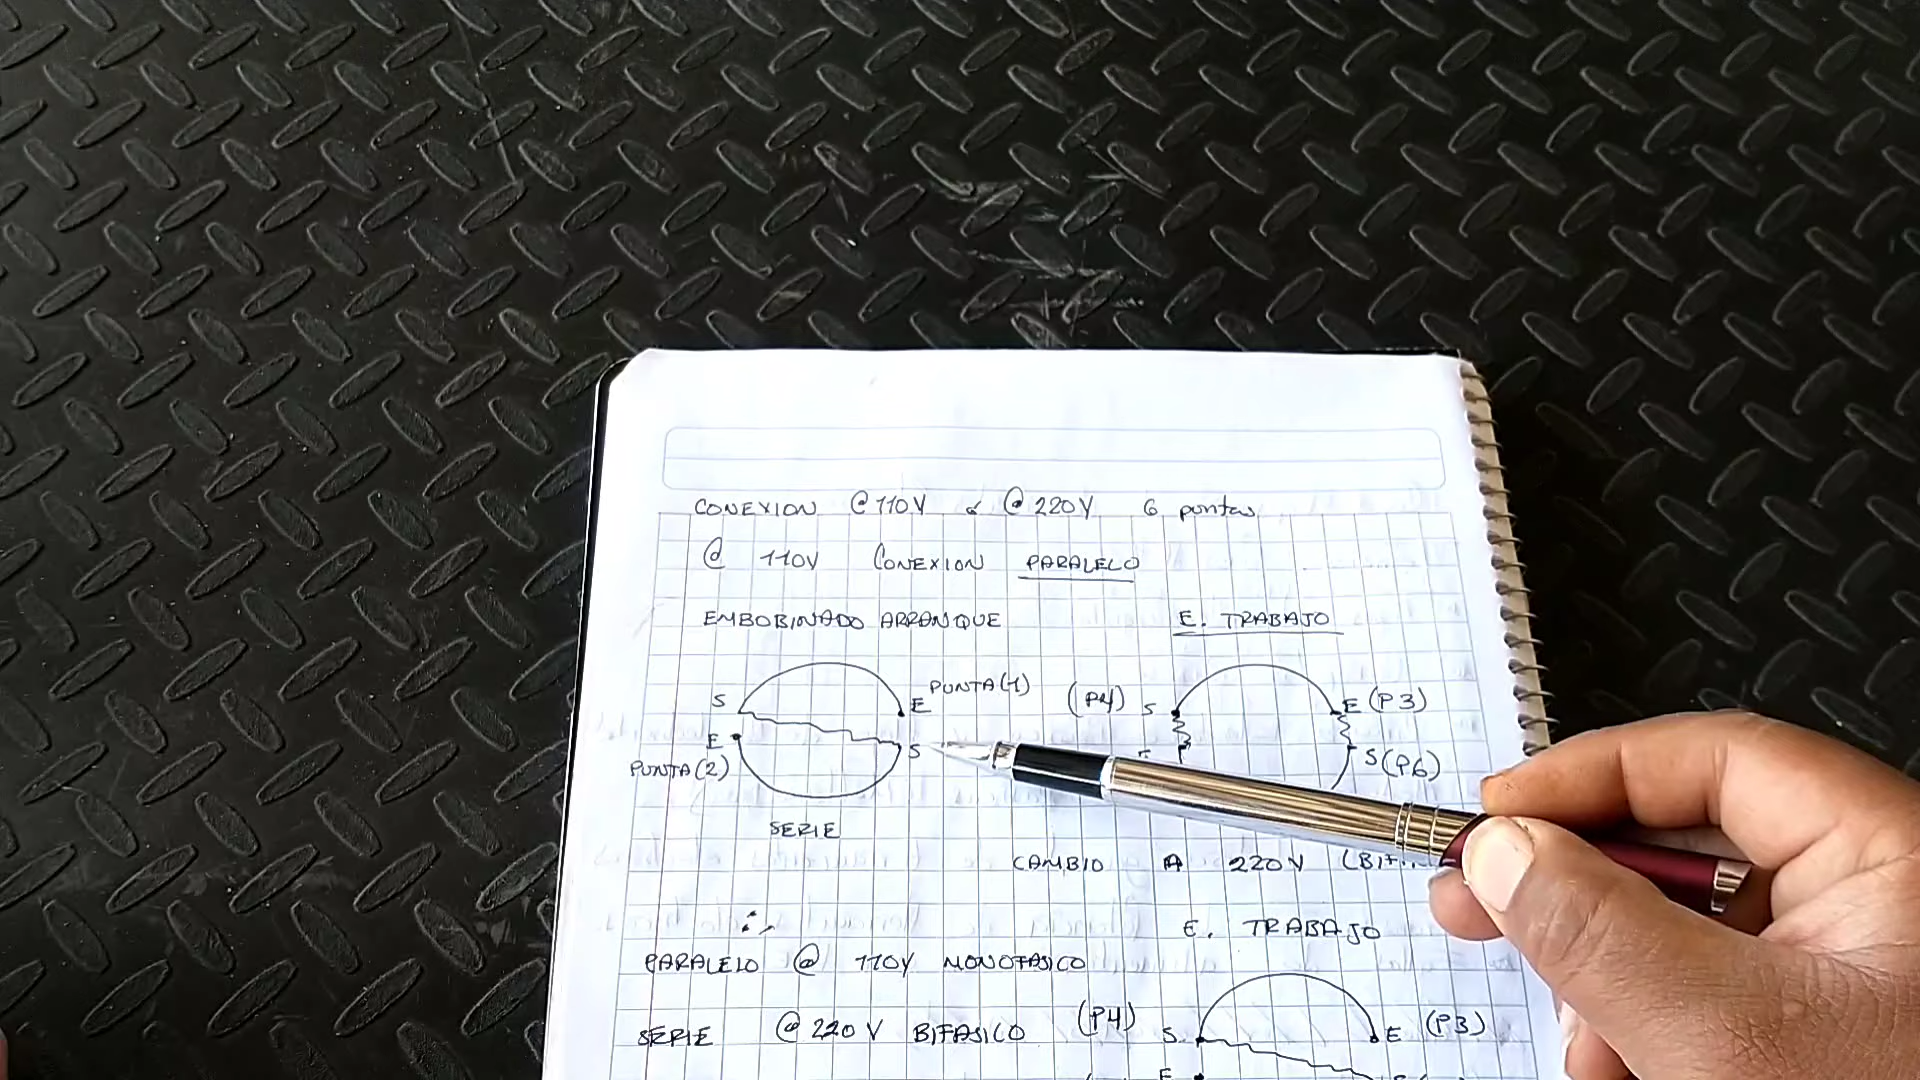 CONEXION @ 110V ó @ 220V 6 puntas
@ 110V CONEXION PARALELO
EMBOBINADO ARRANQUE
E. TRABAJO
S E PUNTA(1)
E S
PUNTA(2)
SERIE
(P4) S E (P3)
S(P6)
CAMBIO A 220V
E. TRABAJO
PARALELO @ 110V MONOFASICO
SERIE @ 220V BIFASICO
(P4) S E (P3)
E